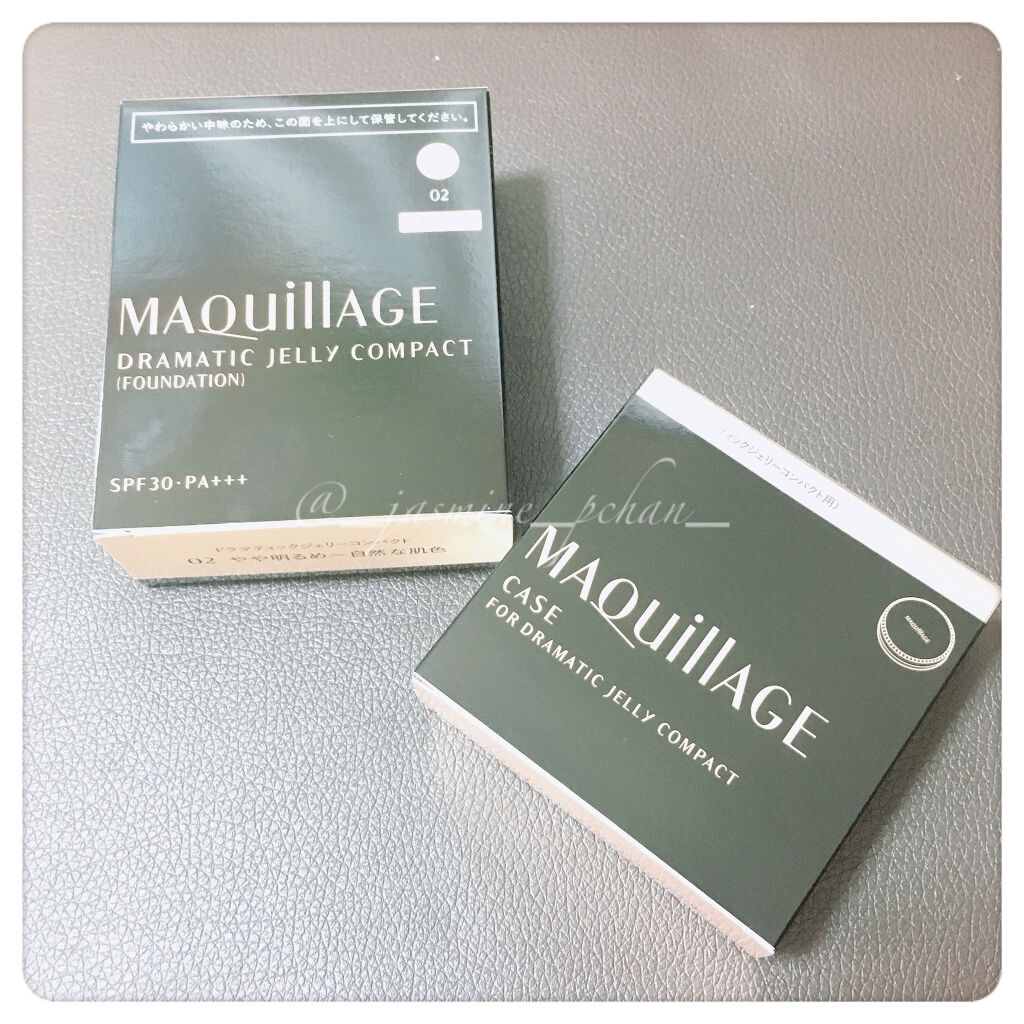 やわらかい中味のため、この面を上にして保管してください。
02
MAQuillAGE
DRAMATIC JELLY COMPACT
(FOUNDATION)
SPF30・PA+++
ドラマティックジェリーコンパクト
02 やや明るめ～自然な肌色
@__jasmine__pchan__
ティックジェリーコンパクト用)
MAQuillAGE
CASE
FOR DRAMATIC JELLY COMPACT
MAQuillAGE